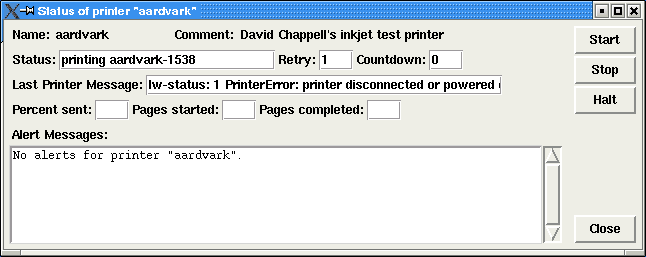 Status of printer "aardvark"
Name: aardvark Comment: David Chappell's inkjet test printer
Start
Status: printing aardvark-1538 Retry: 1 Countdown: 0
Stop
Last Printer Message: lw-status: 1 PrinterError: printer disconnected or powered
Halt
Percent sent: Pages started: Pages completed:
Alert Messages:
No alerts for printer "aardvark".
Close